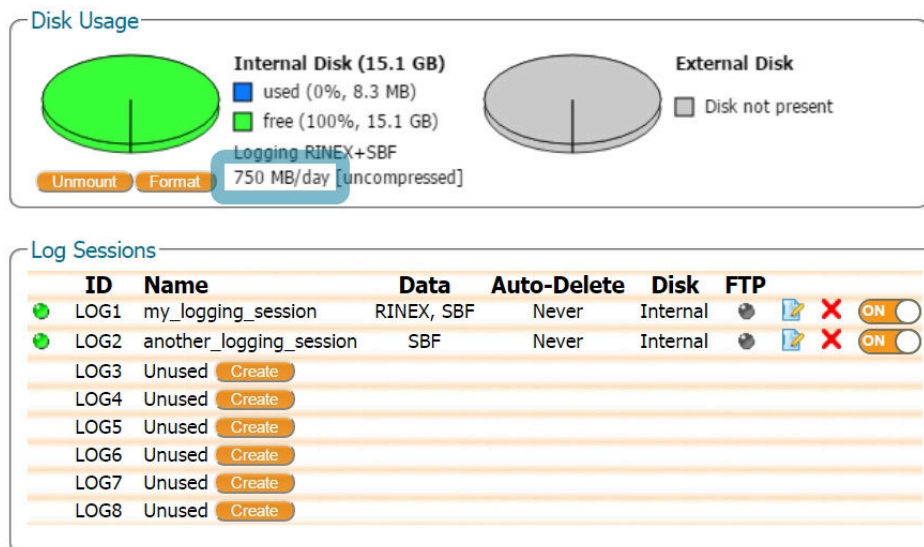 Disk Usage
Internal Disk (15.1 GB)
used (0%, 8.3 MB)
free (100%, 15.1 GB)
Logging RINEX+SBF
750 MB/day [uncompressed]
Unmount Format
External Disk
Disk not present
Log Sessions
ID Name Data Auto-Delete Disk FTP
LOG1 my_logging_session RINEX, SBF Never Internal ON
LOG2 another_logging_session SBF Never Internal ON
LOG3 Unused Create
LOG4 Unused Create
LOG5 Unused Create
LOG6 Unused Create
LOG7 Unused Create
LOG8 Unused Create